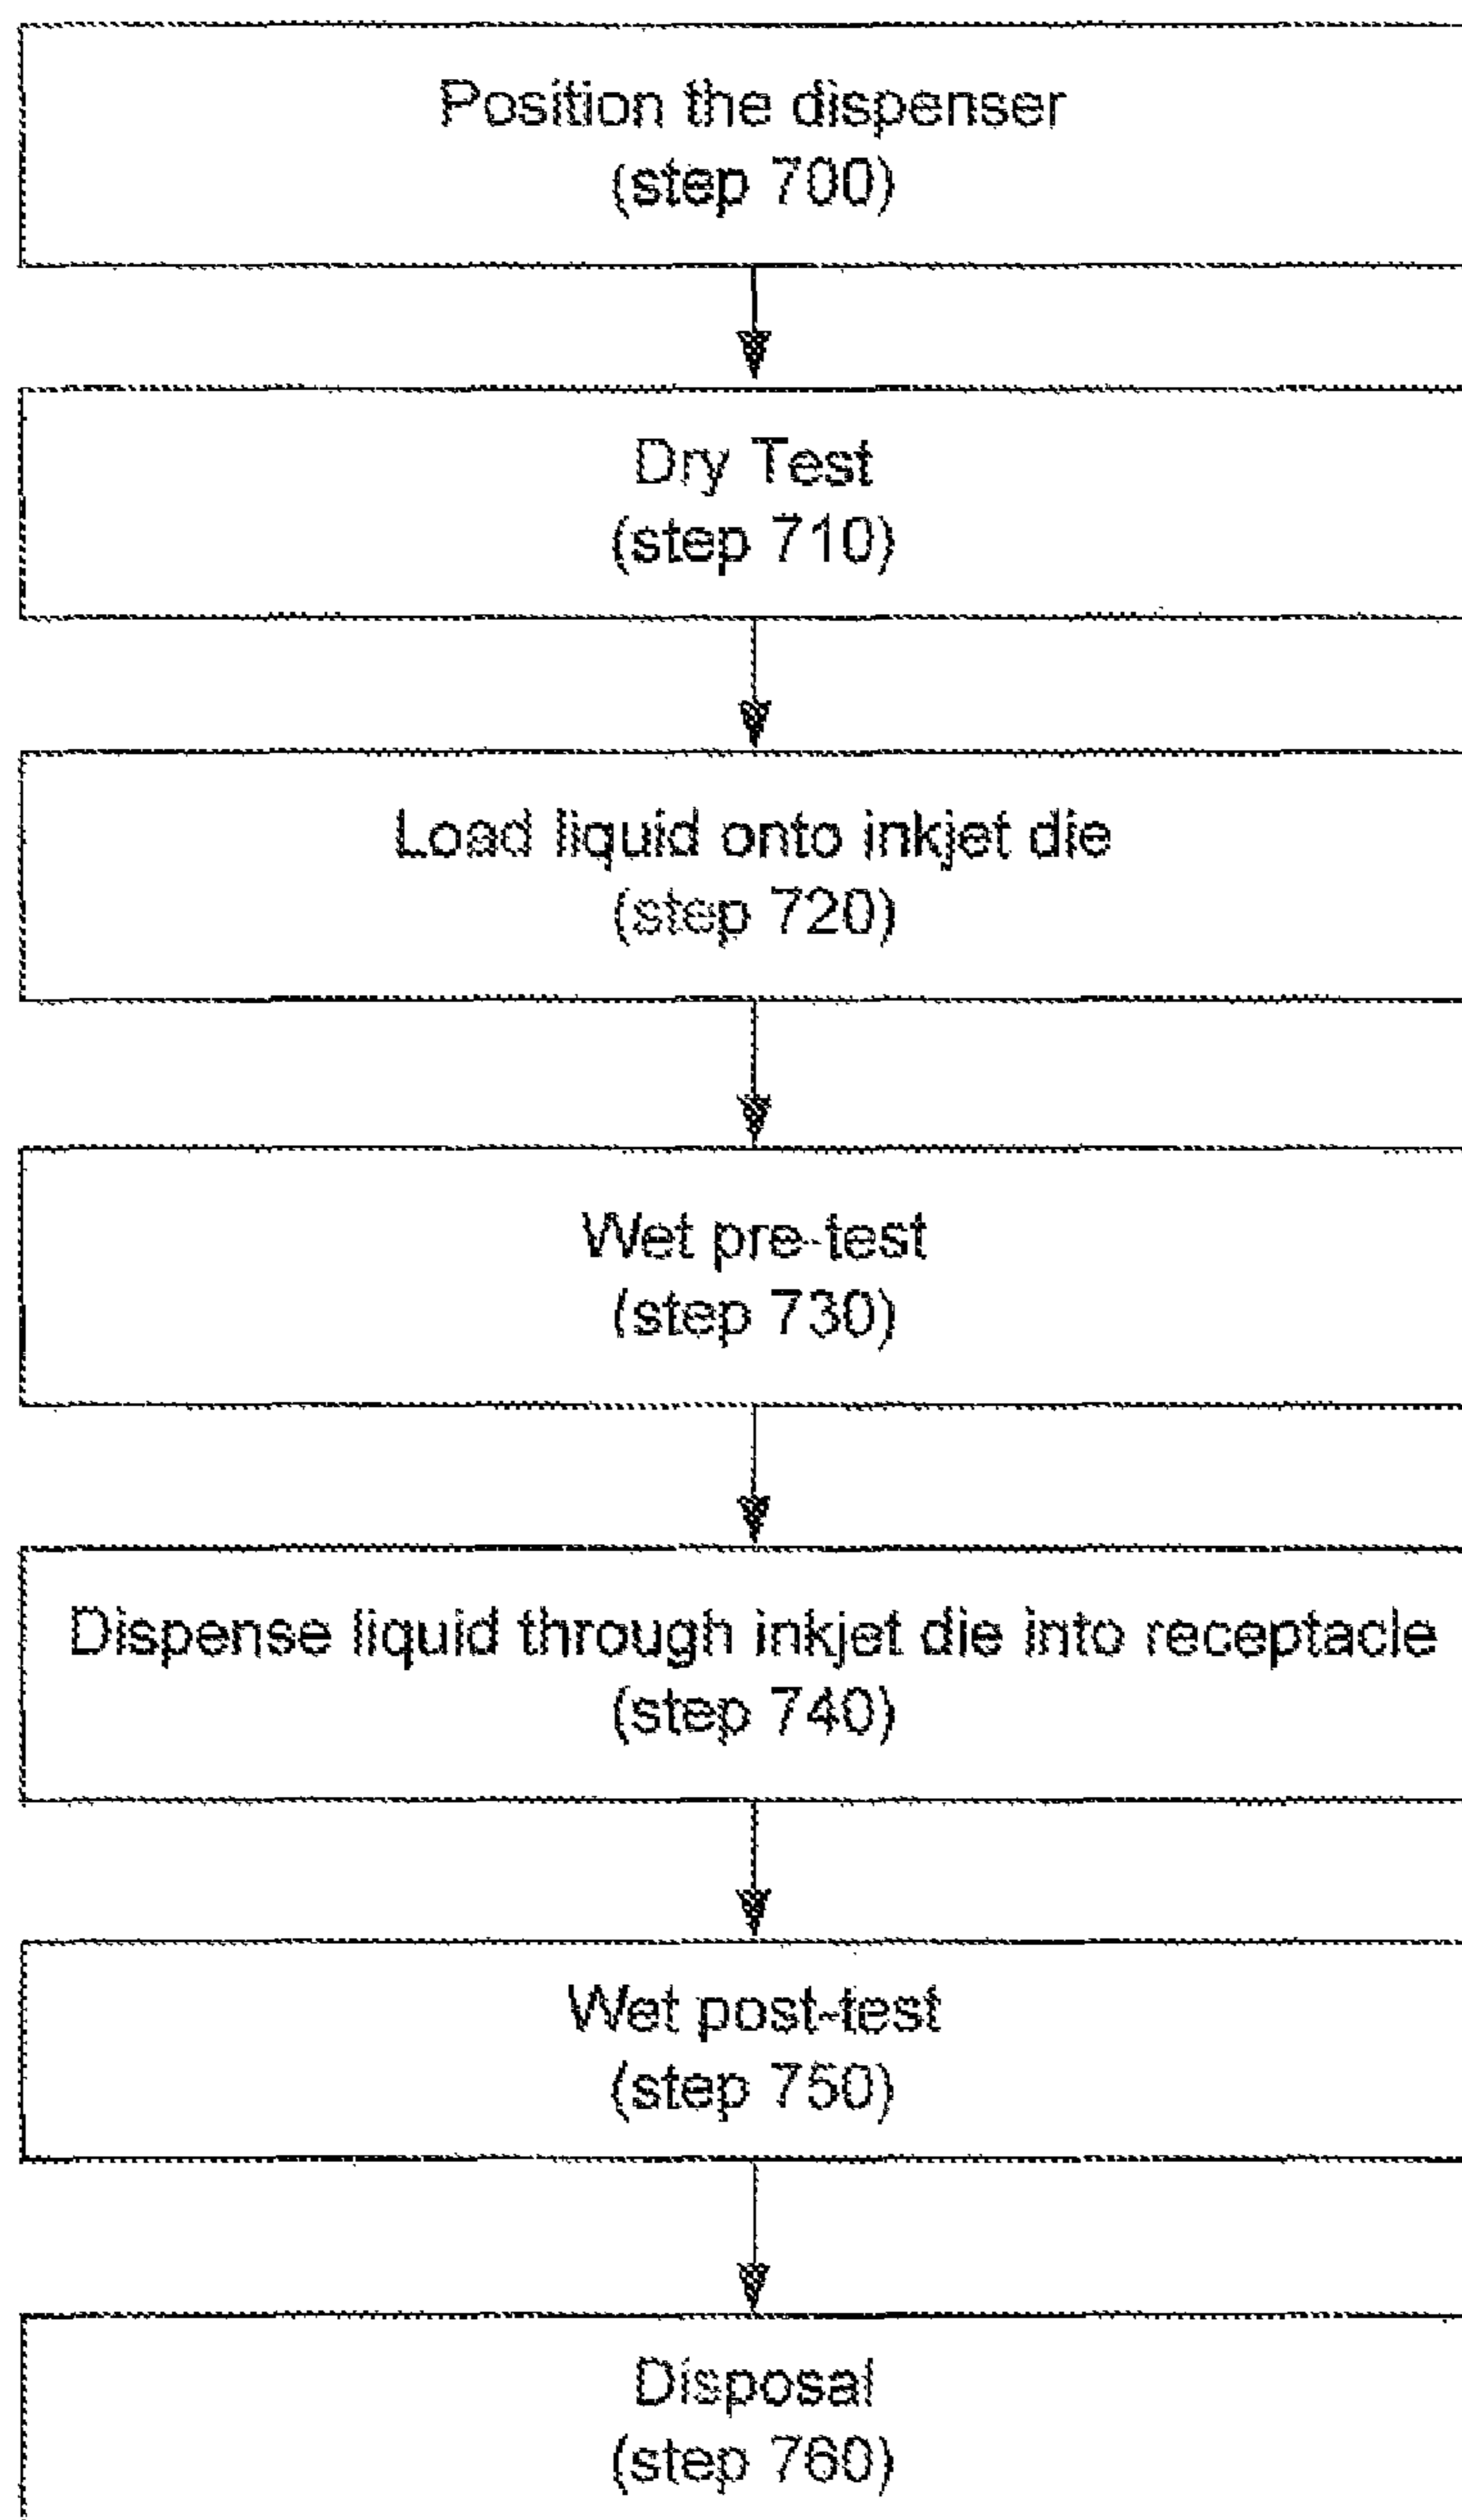 Position the dispenser
(step 700)
Dry Test
(step 710)
Load liquid onto inkjet die
(step 720)
Wet pre-test
(step 730)
Dispense liquid through inkjet die into receptacle
(step 740)
Wet post-test
(step 750)
Disposal
(step 760)